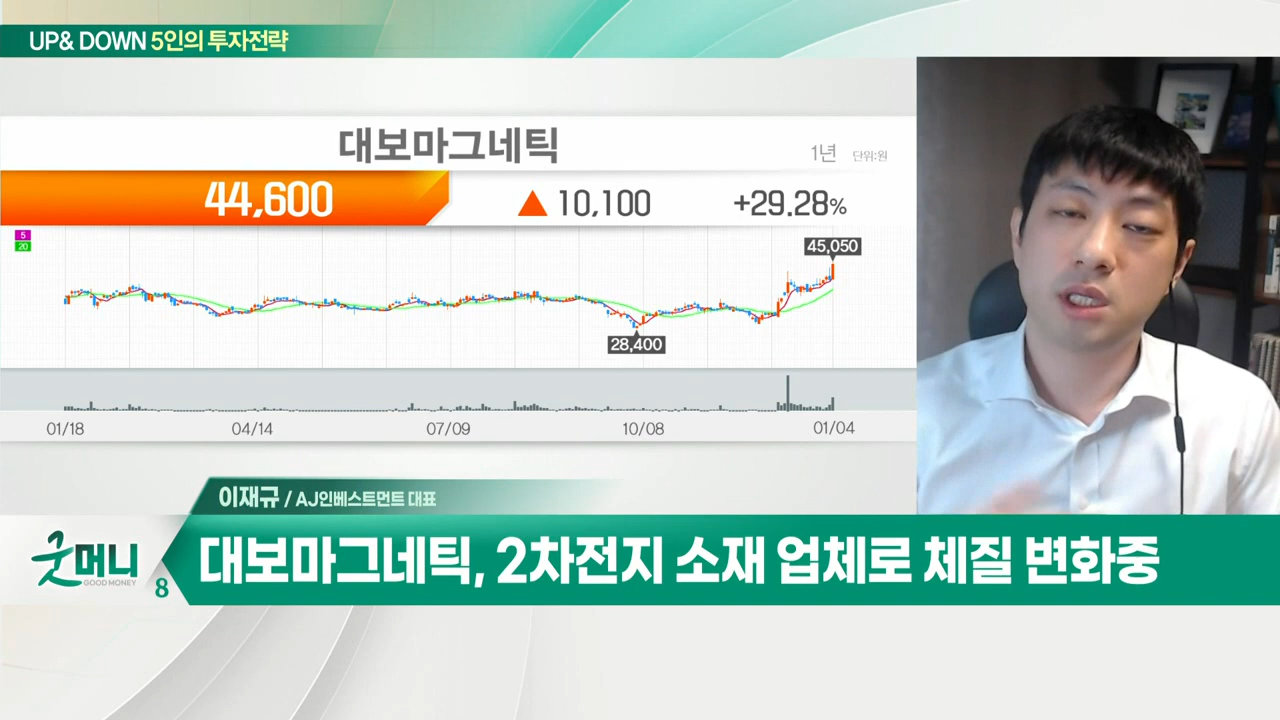 UP& DOWN 5인의 투자전략
대보마그네틱
1년 단위:원
44,600 ▲ 10,100 +29.28%
5
20
45,050
28,400
01/18 04/14 07/09 10/08 01/04
이재규 / AJ인베스트먼트 대표
굿머니
GOOD MONEY
8
대보마그네틱, 2차전지 소재 업체로 체질 변화중